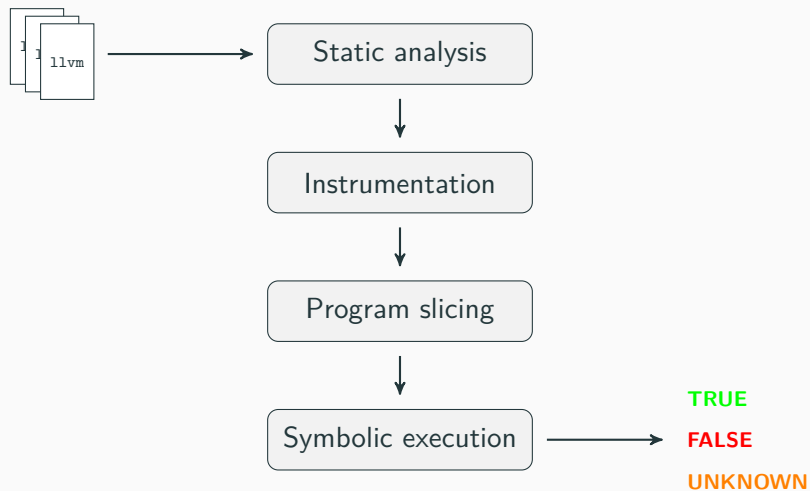 llvm
Static analysis
Instrumentation
Program slicing
Symbolic execution
TRUE
FALSE
UNKNOWN